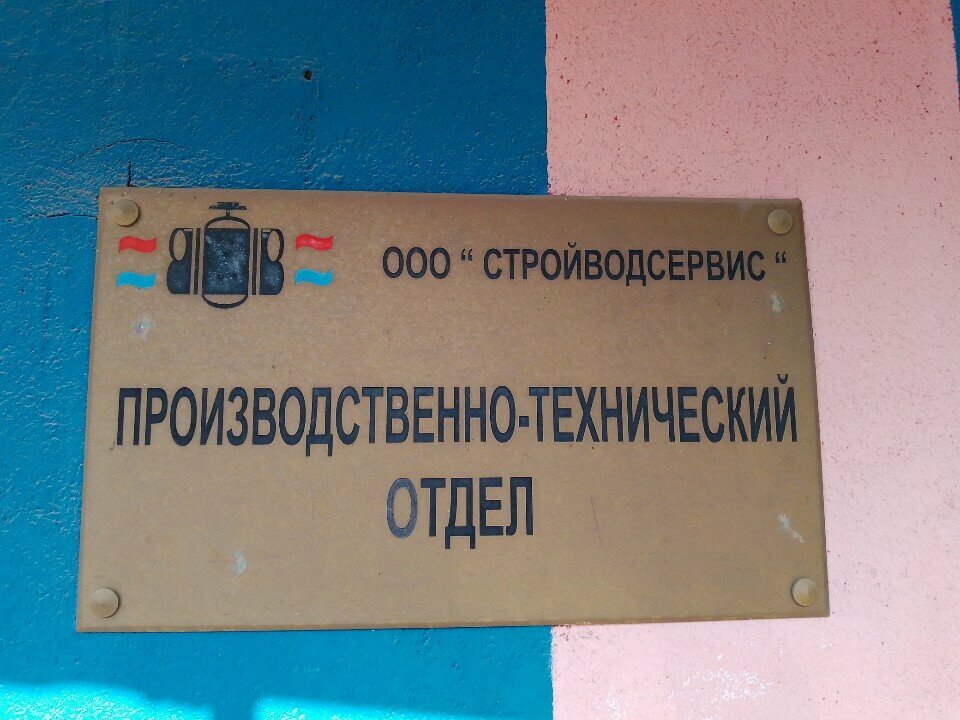 ООО “ СТРОЙВОДСЕРВИС “
ПРОИЗВОДСТВЕННО-ТЕХНИЧЕСКИЙ
ОТДЕЛ